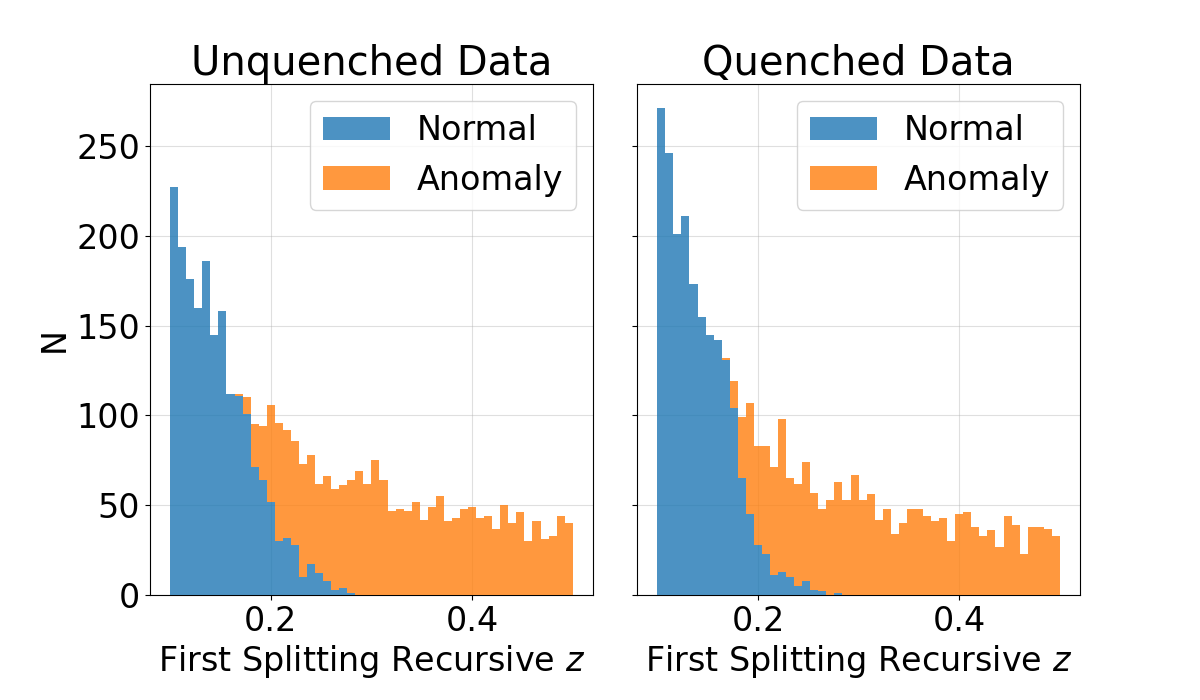 Unquenched Data
Quenched Data
Normal
Anomaly
Normal
Anomaly
N
250
200
150
100
50
0
0.2
0.4
0.2
0.4
First Splitting Recursive z
First Splitting Recursive z